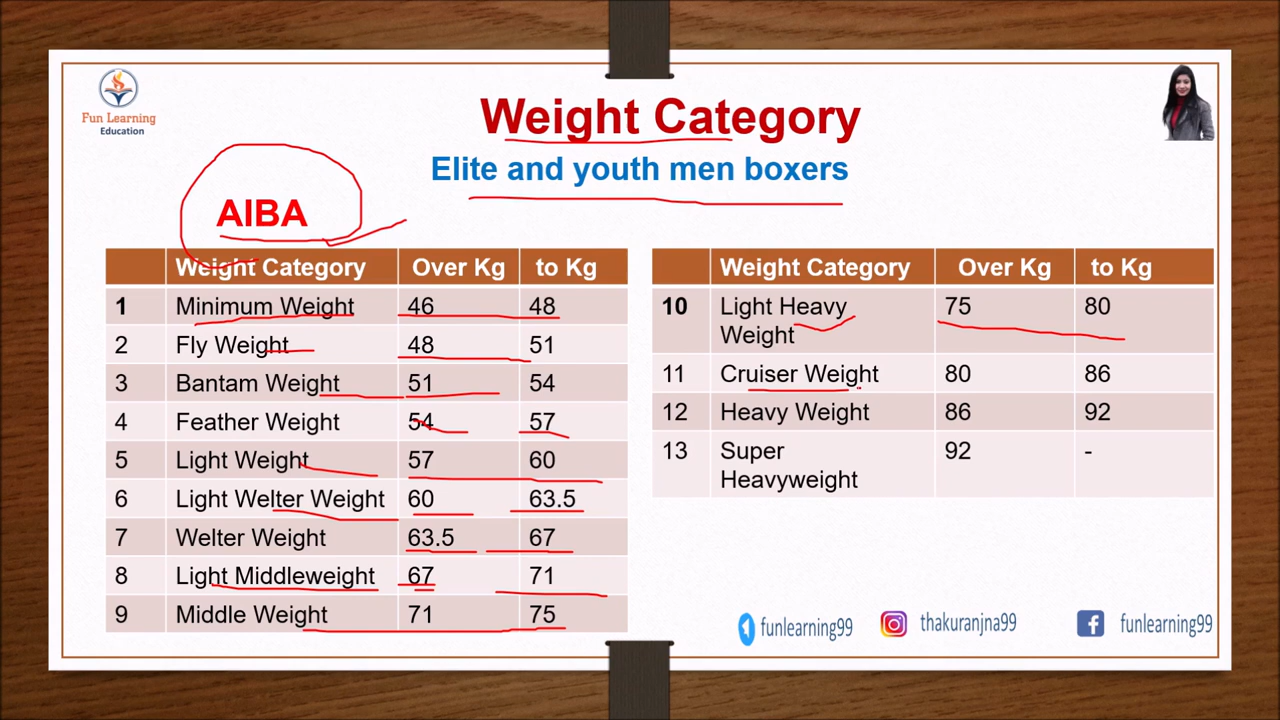 Fun Learning
Education
Weight Category
Elite and youth men boxers
AIBA
Weight Category Over Kg to Kg
1 Minimum Weight 46 48
2 Fly Weight 48 51
3 Bantam Weight 51 54
4 Feather Weight 54 57
5 Light Weight 57 60
6 Light Welter Weight 60 63.5
7 Welter Weight 63.5 67
8 Light Middleweight 67 71
9 Middle Weight 71 75
Weight Category Over Kg to Kg
10 Light Heavy 75 80
Weight
11 Cruiser Weight 80 86
12 Heavy Weight 86 92
13 Super 92 -
Heavyweight
funlearning99 thakuranjna99 funlearning99